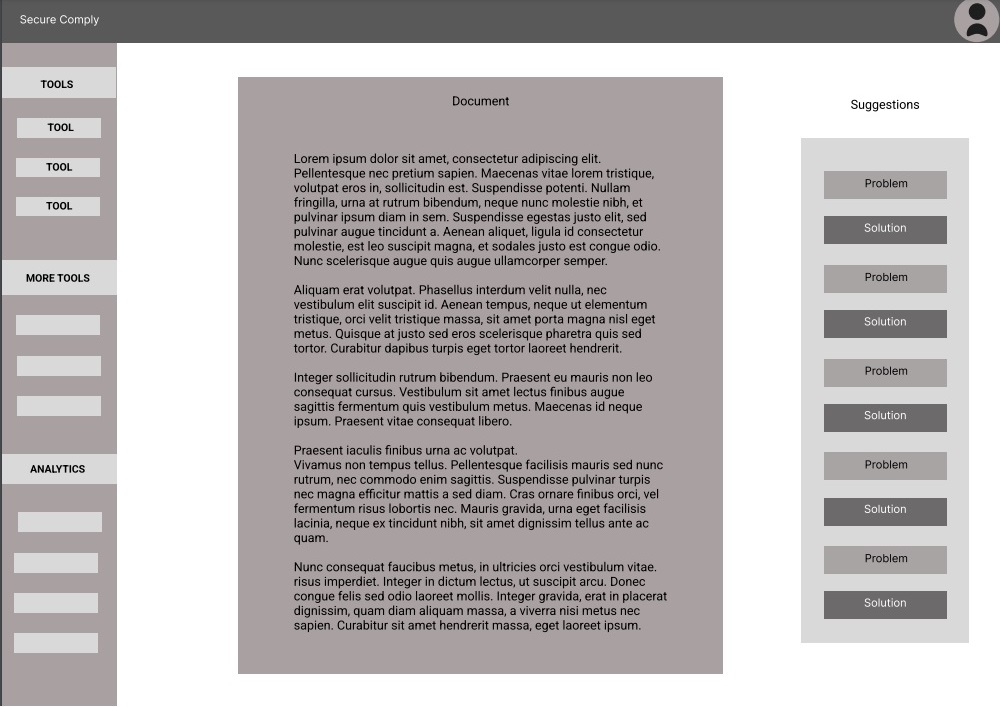 Secure Comply
TOOLS
TOOL
TOOL
TOOL
MORE TOOLS
ANALYTICS
Document
Lorem ipsum dolor sit amet, consectetur adipiscing elit.
Pellentesque nec pretium sapien. Maecenas vitae lorem tristique,
volutpat eros in, sollicitudin est. Suspendisse potenti. Nullam
fringilla, urna at rutrum bibendum, neque nunc molestie nibh, et
pulvinar ipsum diam in sem. Suspendisse egestas justo elit, sed
pulvinar augue tincidunt a. Aenean aliquet, ligula id consectetur
molestie, est leo suscipit magna, et sodales justo est congue odio.
Nunc scelerisque augue quis augue ullamcorper semper.
Aliquam erat volutpat. Phasellus interdum velit nulla, nec
vestibulum elit suscipit id. Aenean tempus, neque ut elementum
tristique, orci velit tristique massa, sit amet porta magna nisl eget
metus. Quisque at justo sed eros scelerisque pharetra quis sed
tortor. Curabitur dapibus turpis eget tortor laoreet hendrerit.
Integer sollicitudin rutrum bibendum. Praesent eu mauris non leo
consequat cursus. Vestibulum sit amet lectus finibus augue
sagittis fermentum quis vestibulum metus. Maecenas id neque
ipsum. Praesent vitae consequat libero.
Praesent iaculis finibus urna ac volutpat.
Vivamus non tempus tellus. Pellentesque facilisis mauris sed nunc
rutrum, nec commodo enim sagittis. Suspendisse pulvinar turpis
nec magna efficitur mattis a sed diam. Cras ornare finibus orci, vel
fermentum risus lobortis nec. Mauris gravida, urna eget facilisis
lacinia, neque ex tincidunt nibh, sit amet dignissim tellus ante ac
quam.
Nunc consequat faucibus metus, in ultricies orci vestibulum vitae.
risus imperdiet. Integer in dictum lectus, ut suscipit arcu. Donec
congue felis sed odio laoreet mollis. Integer gravida, erat in placerat
dignissim, quam diam aliquam massa, a viverra nisi metus nec
sapien. Curabitur sit amet hendrerit massa, eget laoreet ipsum.
Suggestions
Problem
Solution
Problem
Solution
Problem
Solution
Problem
Solution
Problem
Solution